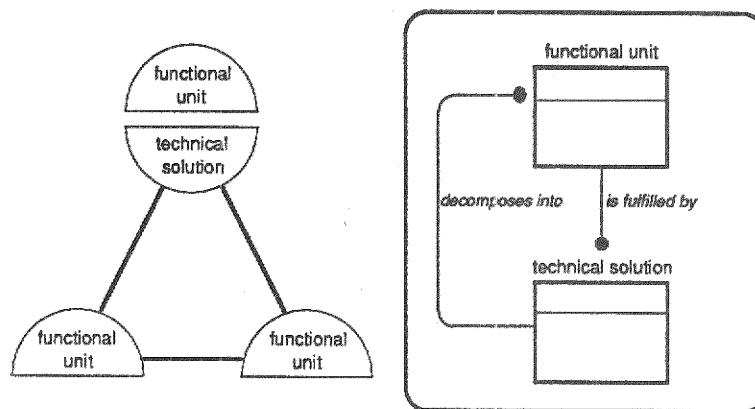 functional
unit
technical
solution
functional
unit
functional
unit
functional unit
decomposes into
is fulfilled by
technical solution